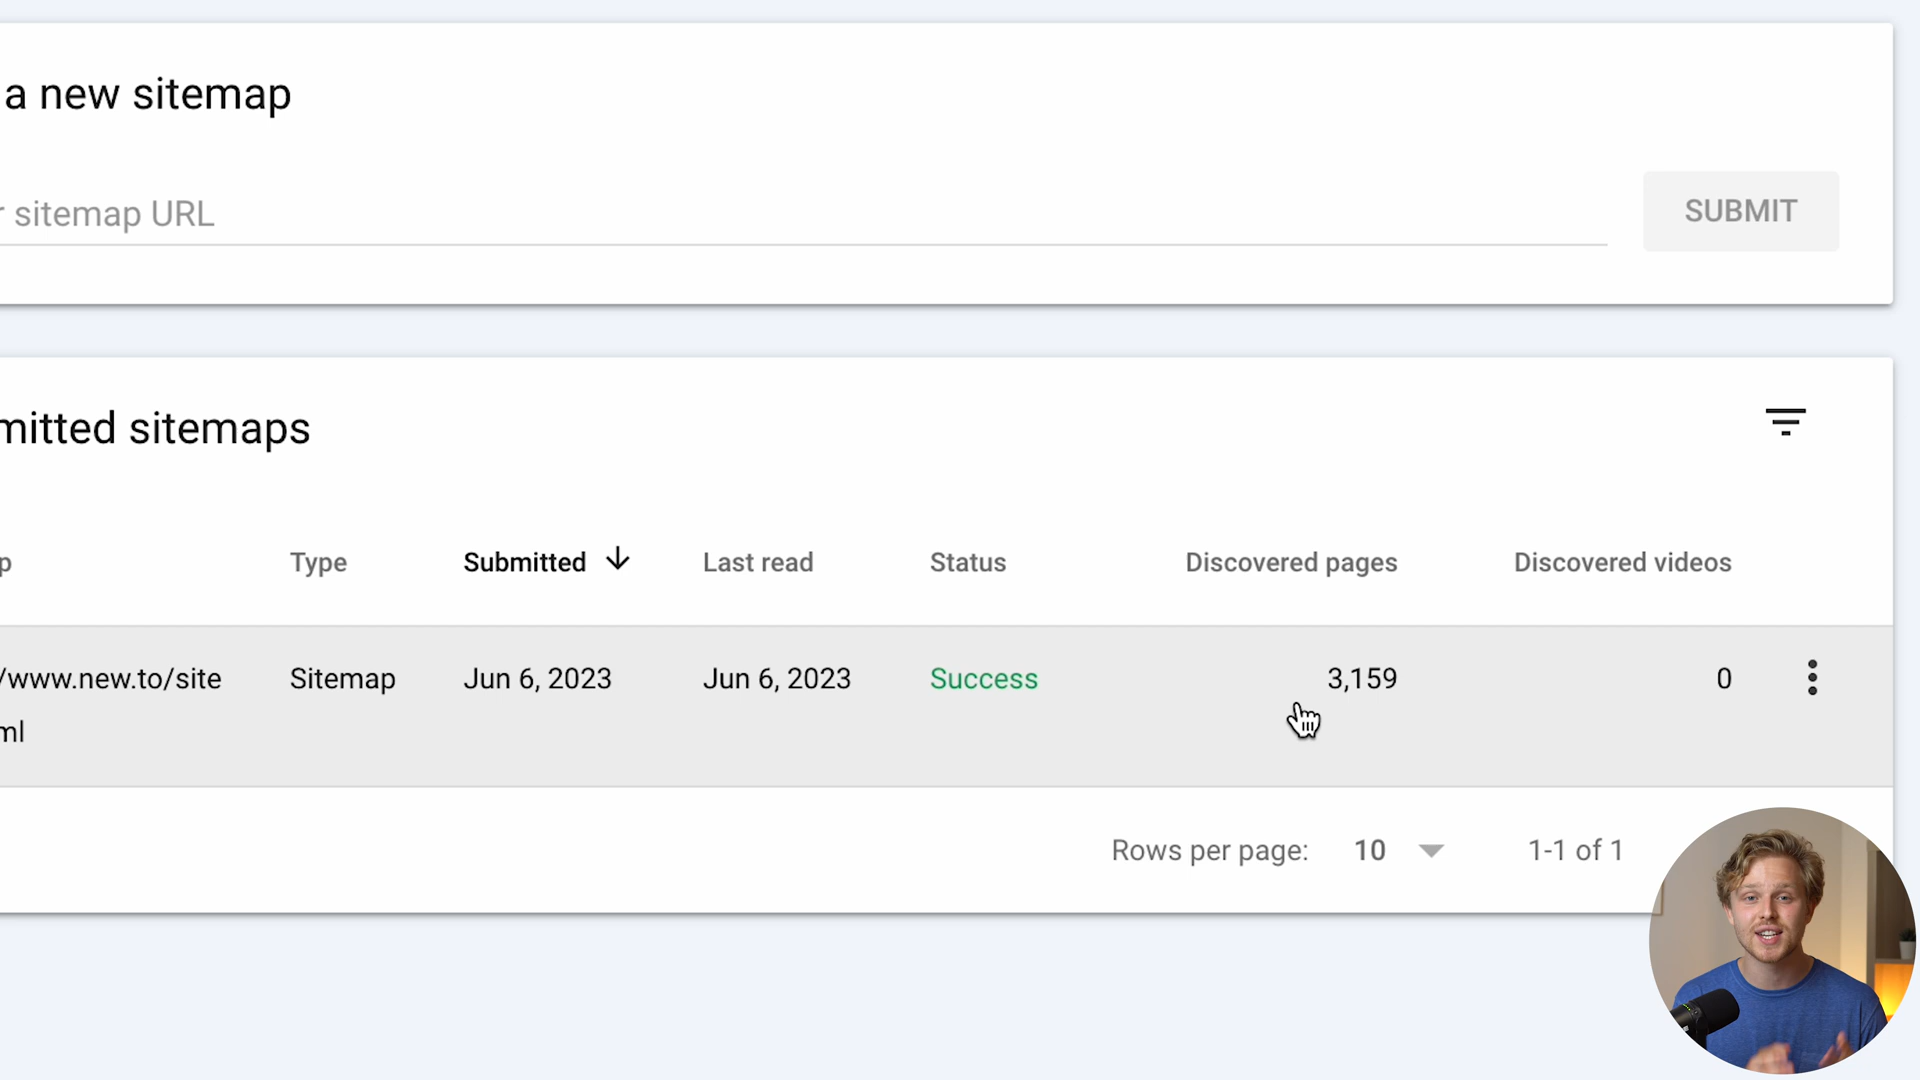 a new sitemap
r sitemap URL
SUBMIT
mitted sitemaps
p Type Submitted Last read Status Discovered pages Discovered videos
/www.new.to/site Sitemap Jun 6, 2023 Jun 6, 2023 Success 3,159 0
ml
Rows per page: 10 1-1 of 1